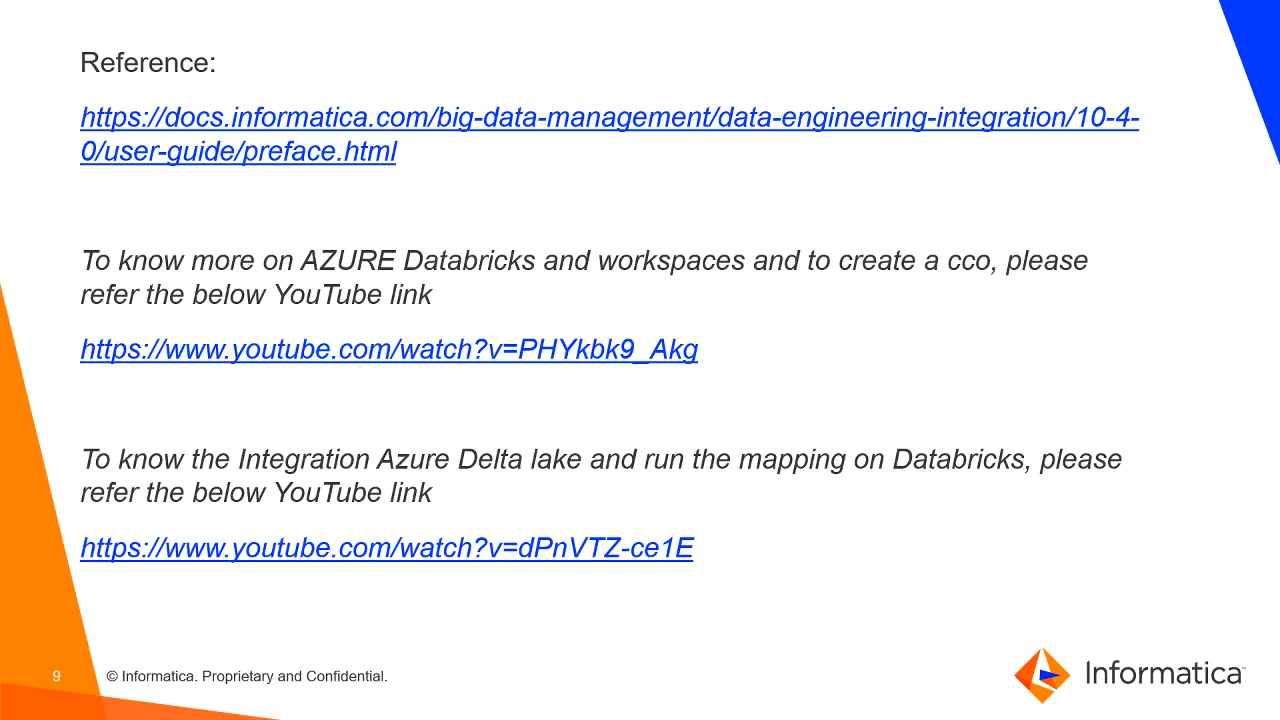 Reference:
https://docs.informatica.com/big-data-management/data-engineering-integration/10-4-
0/user-guide/preface.html
To know more on AZURE Databricks and workspaces and to create a cco, please
refer the below YouTube link
https://www.youtube.com/watch?v=PHYkbk9_Akg
To know the Integration Azure Delta lake and run the mapping on Databricks, please
refer the below YouTube link
https://www.youtube.com/watch?v=dPnVTZ-ce1E
9 © Informatica. Proprietary and Confidential.
Informatica™